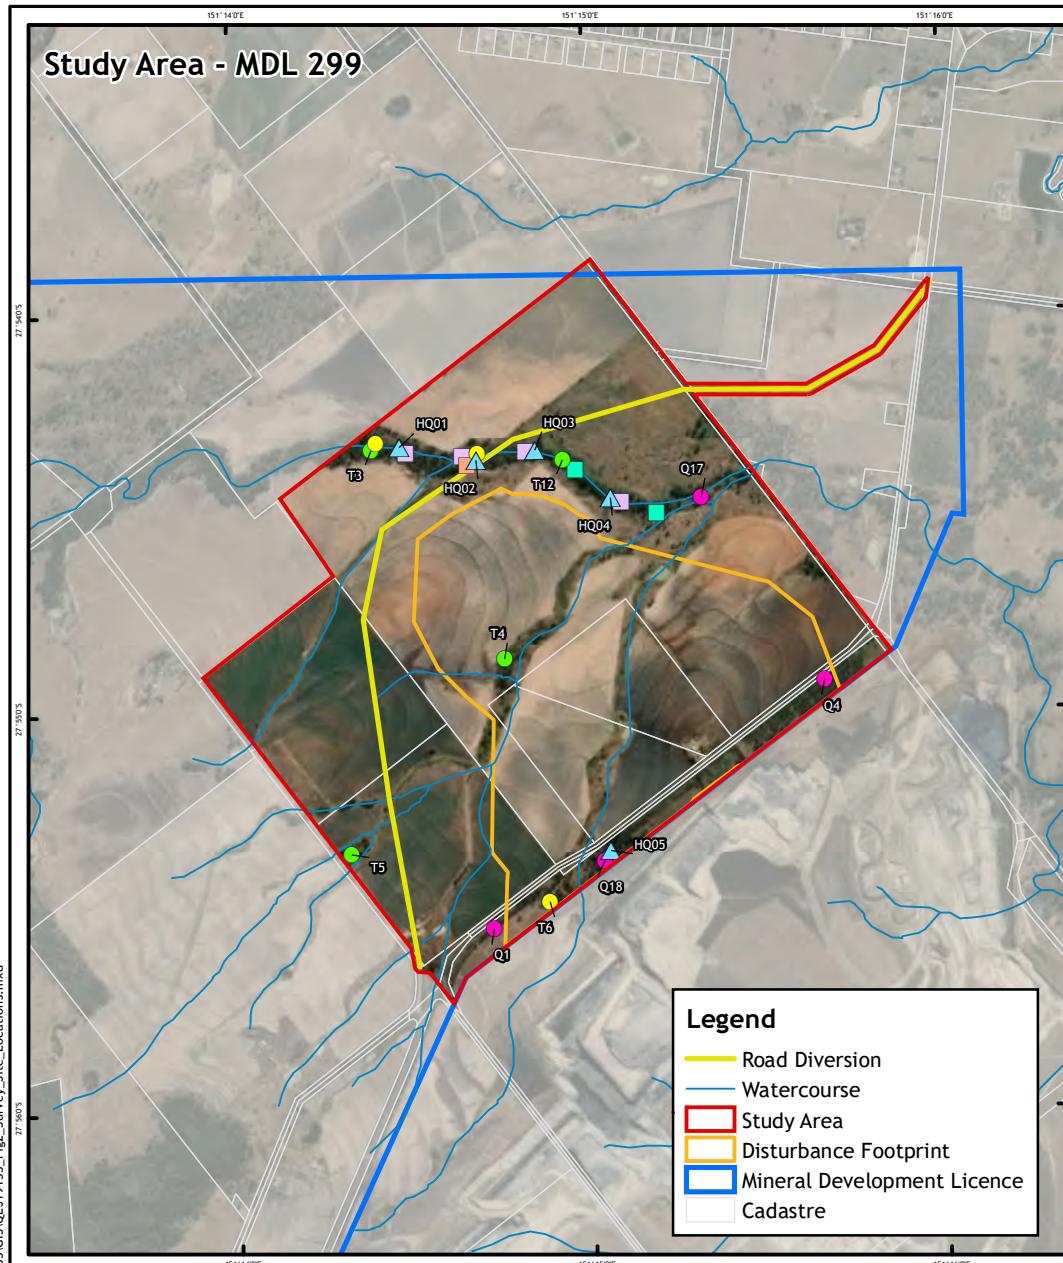 151°14'0"E
151°15'0"E
151°16'0"E
Study Area - MDL 299
27°54'0"S
HQ01
HQ03
T3
HQ02
T12
Q17
HQ04
T4
Q4
27°55'0"S
HQ05
T5
Q18
T6
Q1
Legend
Road Diversion
Watercourse
Study Area
Disturbance Footprint
Mineral Development Licence
Cadastre
27°56'0"S